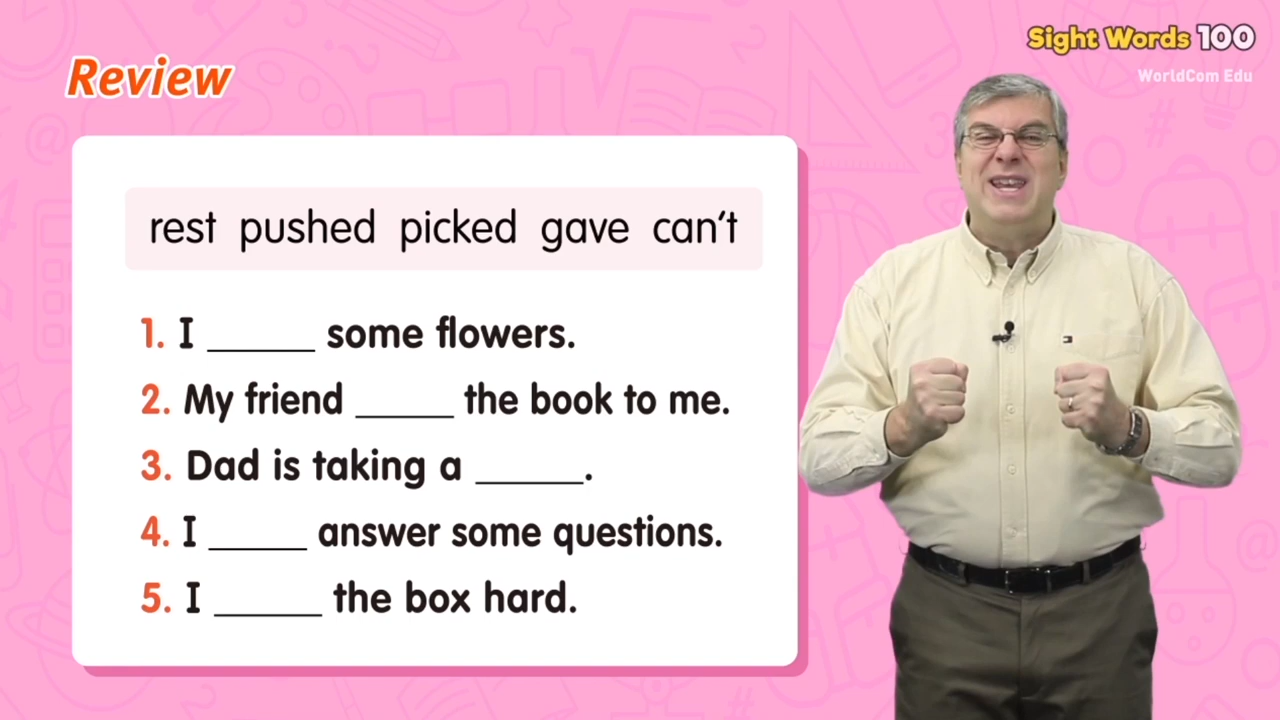 Sight Words 100
WorldCom Edu
Review
rest pushed picked gave can't
1. I ______ some flowers.
2. My friend ______ the book to me.
3. Dad is taking a ______.
4. I ______ answer some questions.
5. I ______ the box hard.